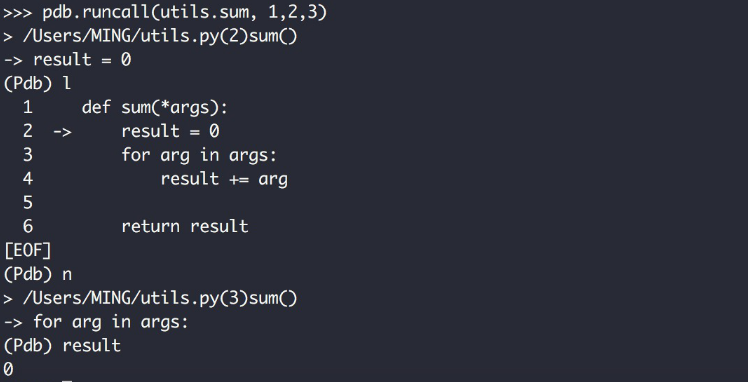 >>> pdb.runcall(utils.sum, 1,2,3)
> /Users/MING/utils.py(2)sum()
-> result = 0
(Pdb) l
  1     def sum(*args):
  2  ->     result = 0
  3         for arg in args:
  4             result += arg
  5
  6         return result
[EOF]
(Pdb) n
> /Users/MING/utils.py(3)sum()
-> for arg in args:
(Pdb) result
0